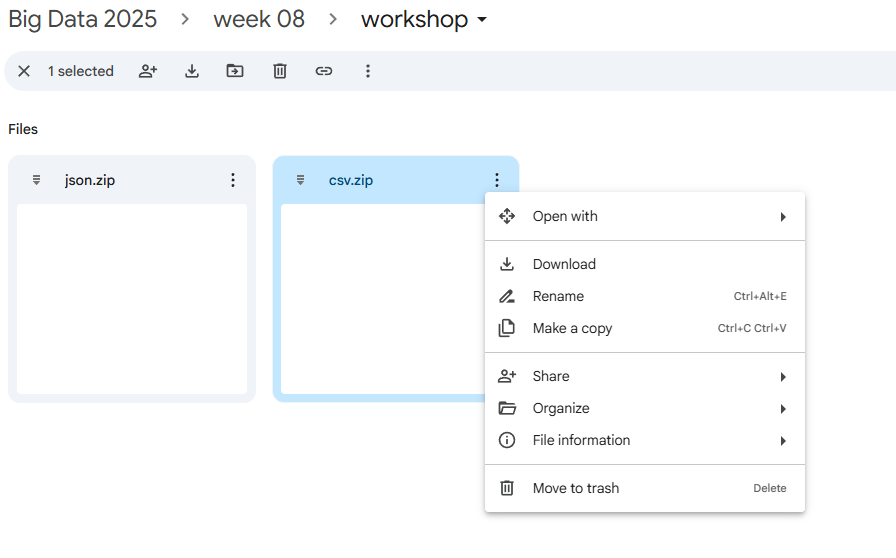 Big Data 2025 > week 08 > workshop
1 selected
Files
json.zip
csv.zip
Open with
Download
Rename Ctrl+Alt+E
Make a copy Ctrl+C Ctrl+V
Share
Organize
File information
Move to trash Delete